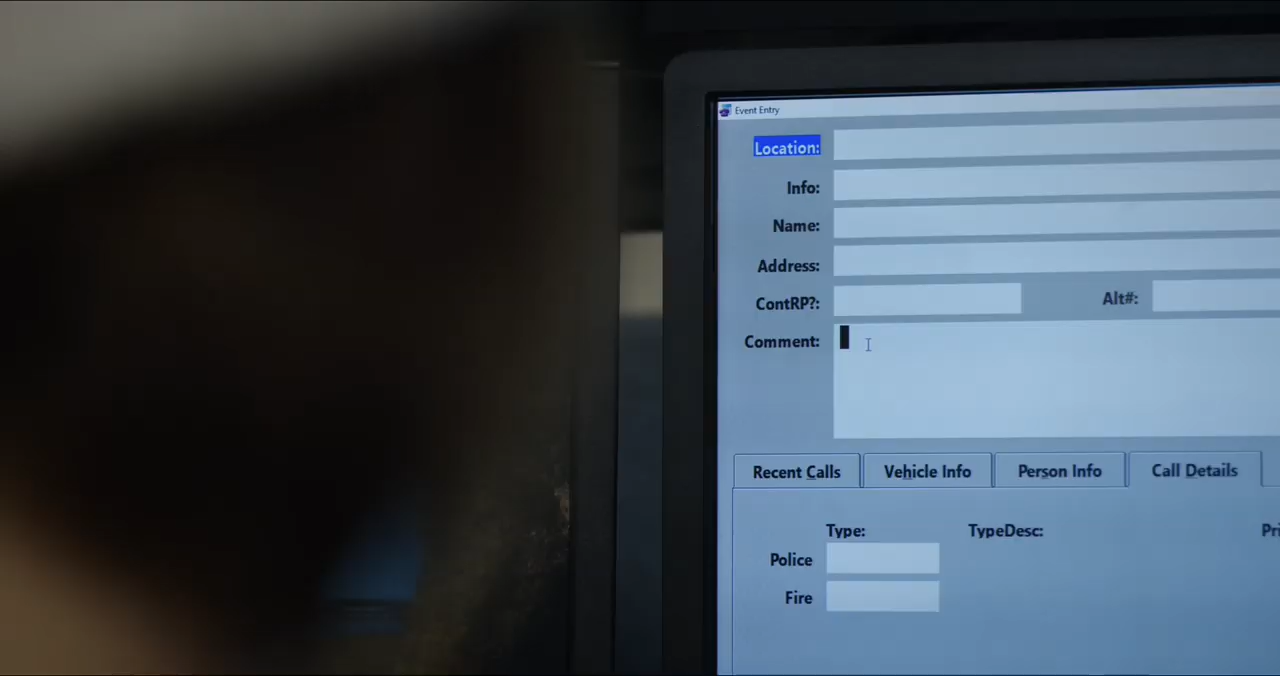 Event Entry
Location:
Info:
Name:
Address:
ContRP?: Alt#:
Comment:
Recent Calls Vehicle Info Person Info Call Details
Type: TypeDesc: Pri
Police
Fire